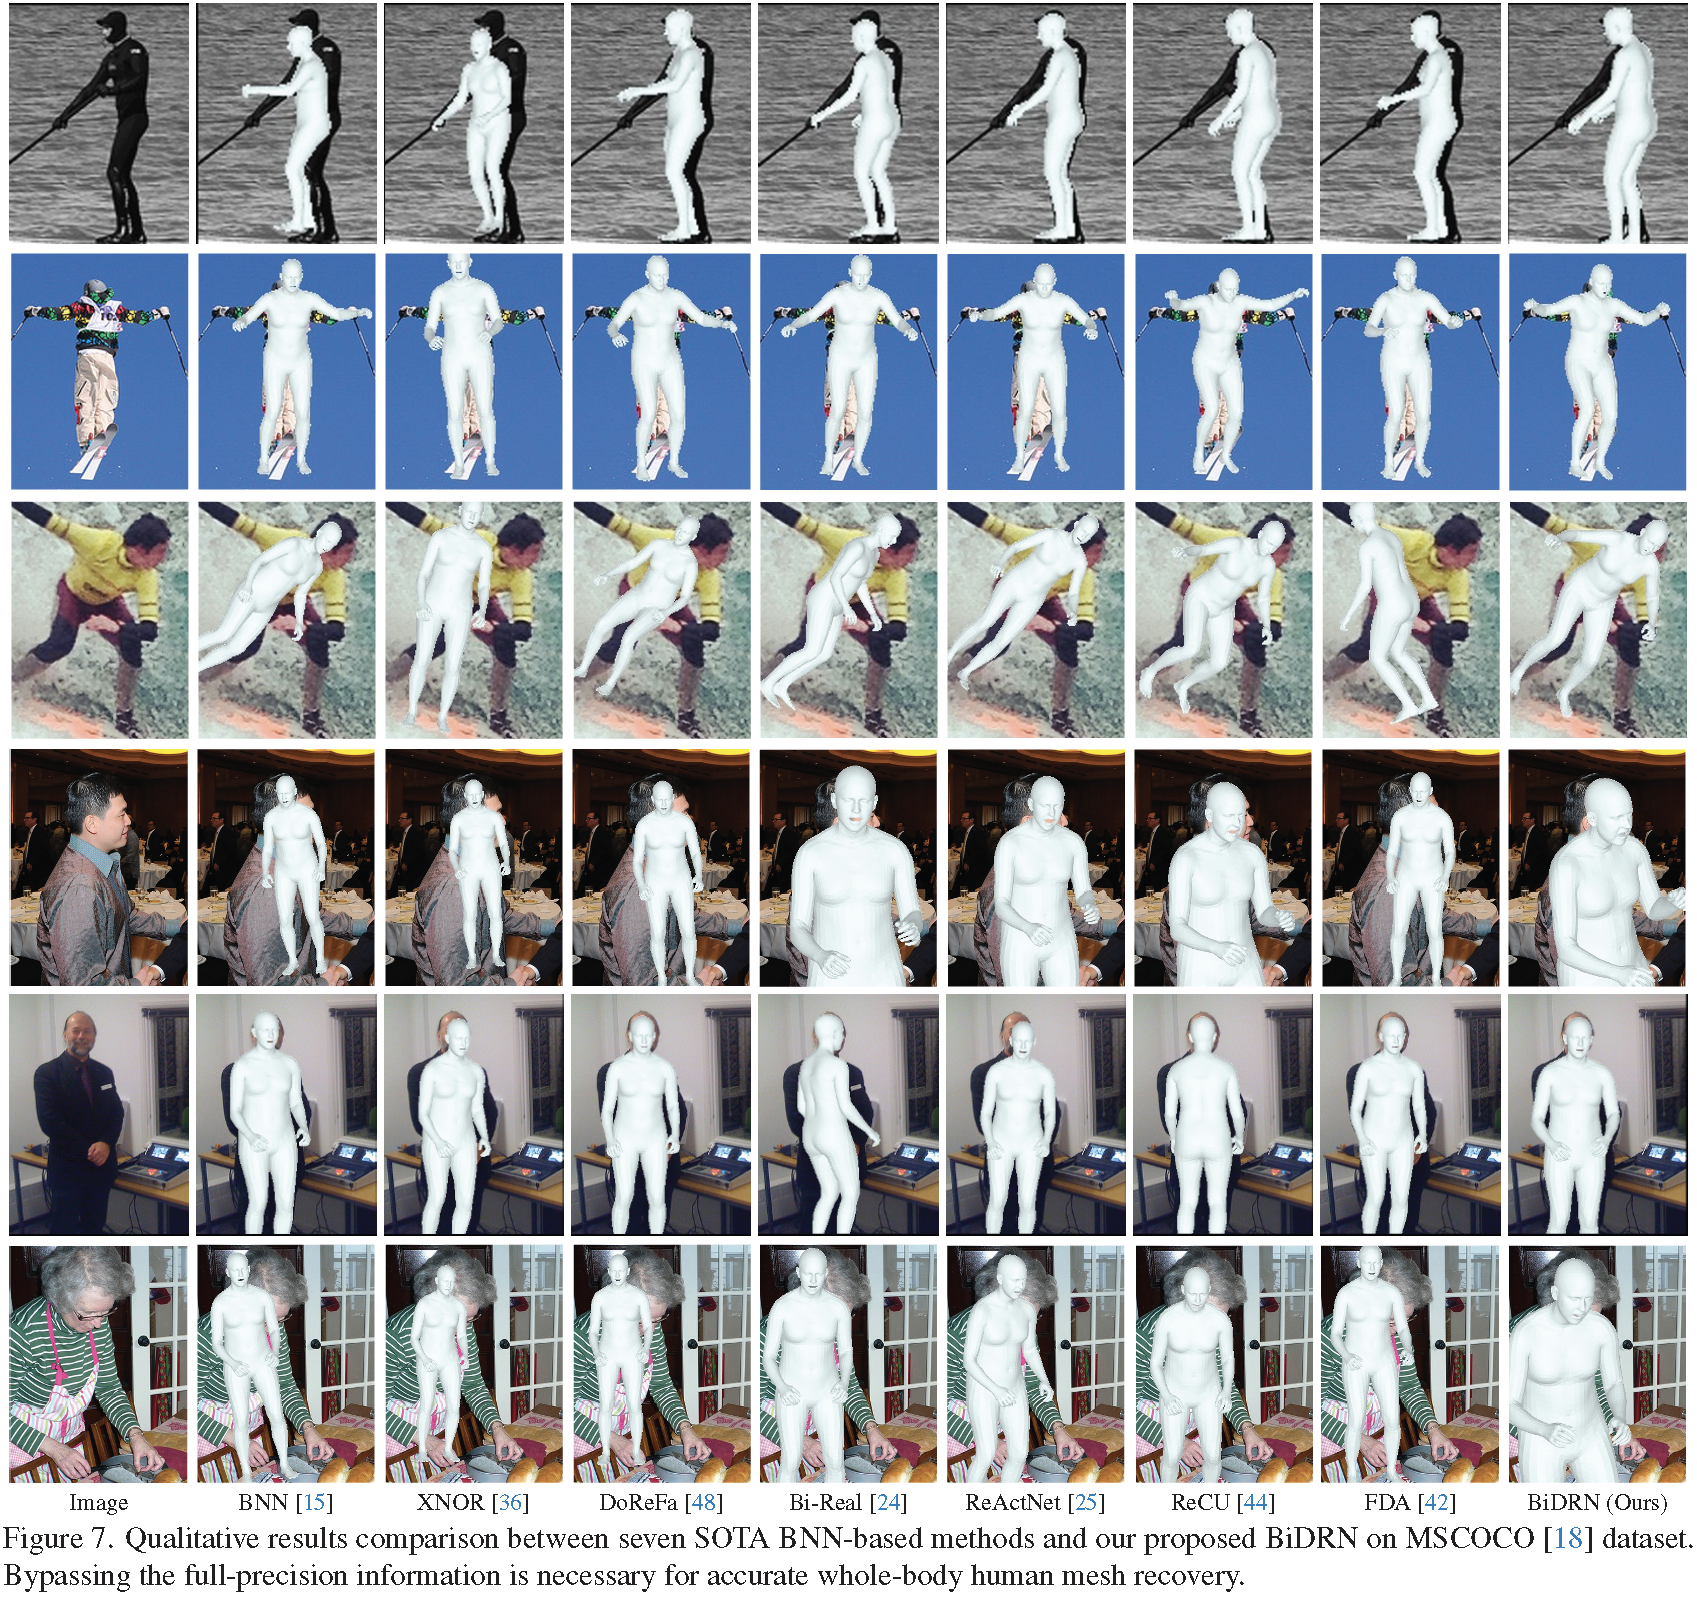 Image BNN [15] XNOR [36] DoReFa [48] Bi-Real [24] ReActNet [25] ReCU [44] FDA [42] BiDRN (Ours)
Figure 7. Qualitative results comparison between seven SOTA BNN-based methods and our proposed BiDRN on MSCOCO [18] dataset.
Bypassing the full-precision information is necessary for accurate whole-body human mesh recovery.